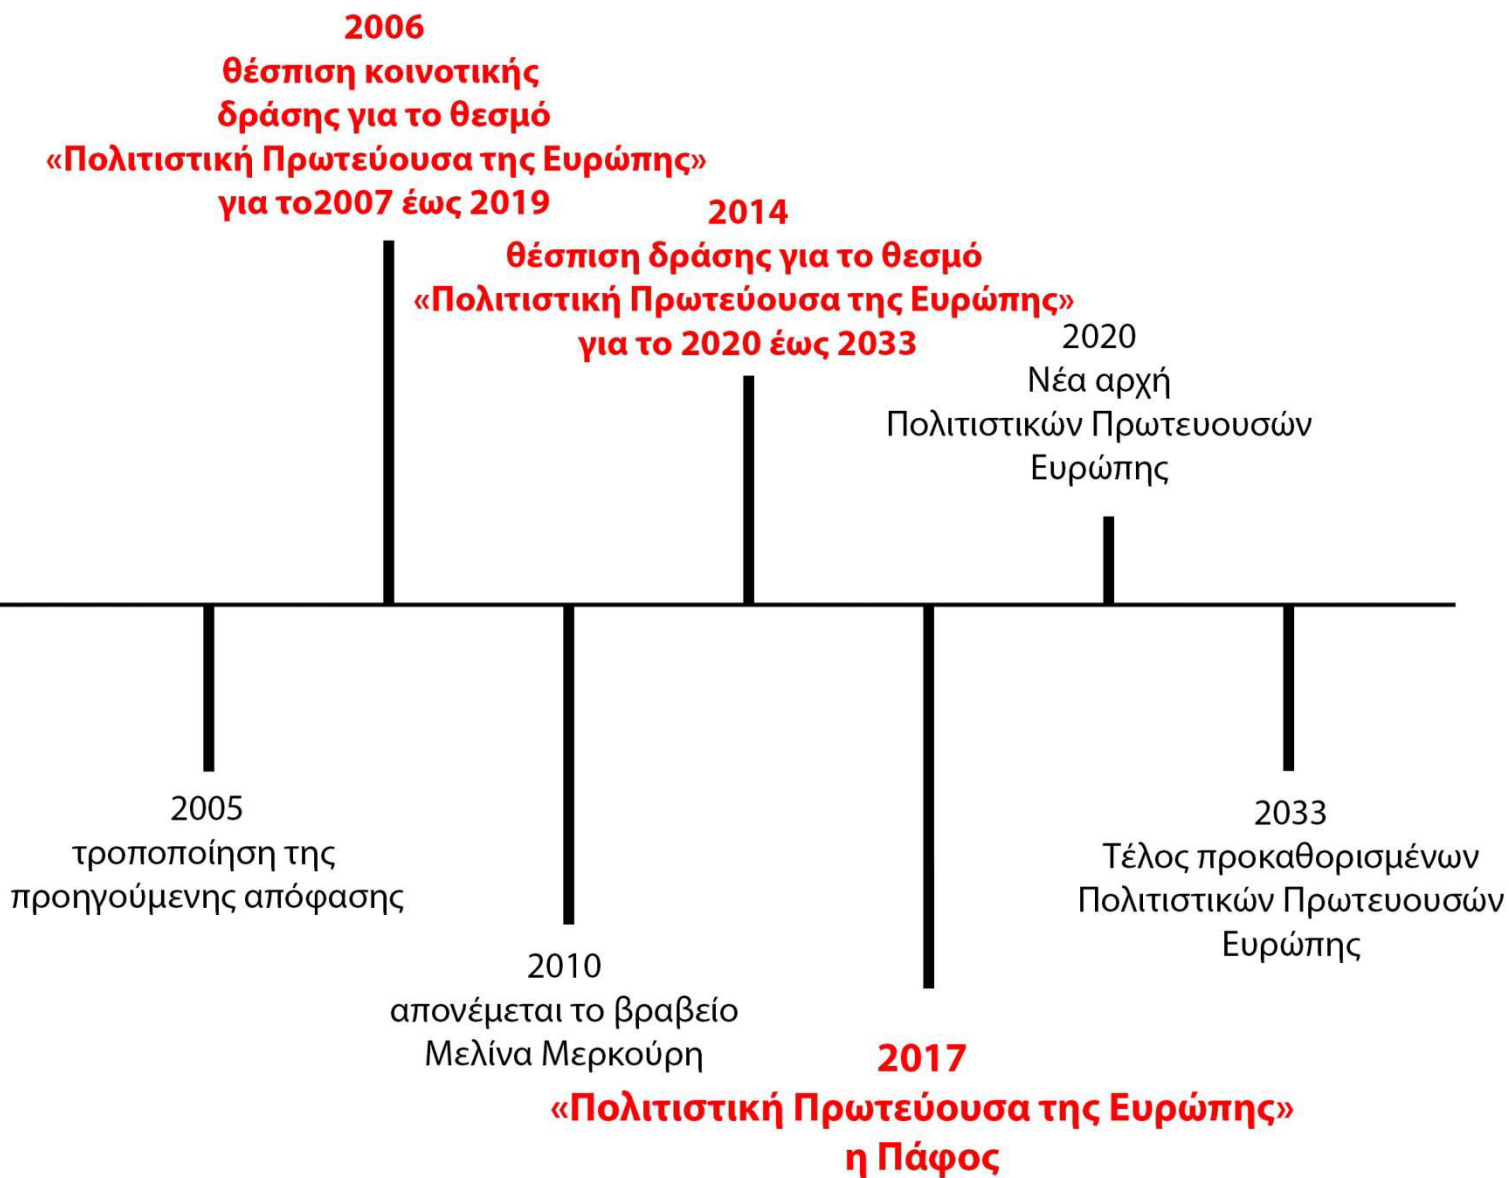 2006
θέσπιση κοινοτικής
δράσης για το θεσμό
«Πολιτιστική Πρωτεύουσα της Ευρώπης»
για το2007 έως 2019
2014
θέσπιση δράσης για το θεσμό
«Πολιτιστική Πρωτεύουσα της Ευρώπης»
για το 2020 έως 2033
2020
Νέα αρχή
Πολιτιστικών Πρωτευουσών
Ευρώπης
2005
τροποποίηση της
προηγούμενης απόφασης
2010
απονέμεται το βραβείο
Μελίνα Μερκούρη
2017
«Πολιτιστική Πρωτεύουσα της Ευρώπης»
η Πάφος
2033
Τέλος προκαθορισμένων
Πολιτιστικών Πρωτευουσών
Ευρώπης